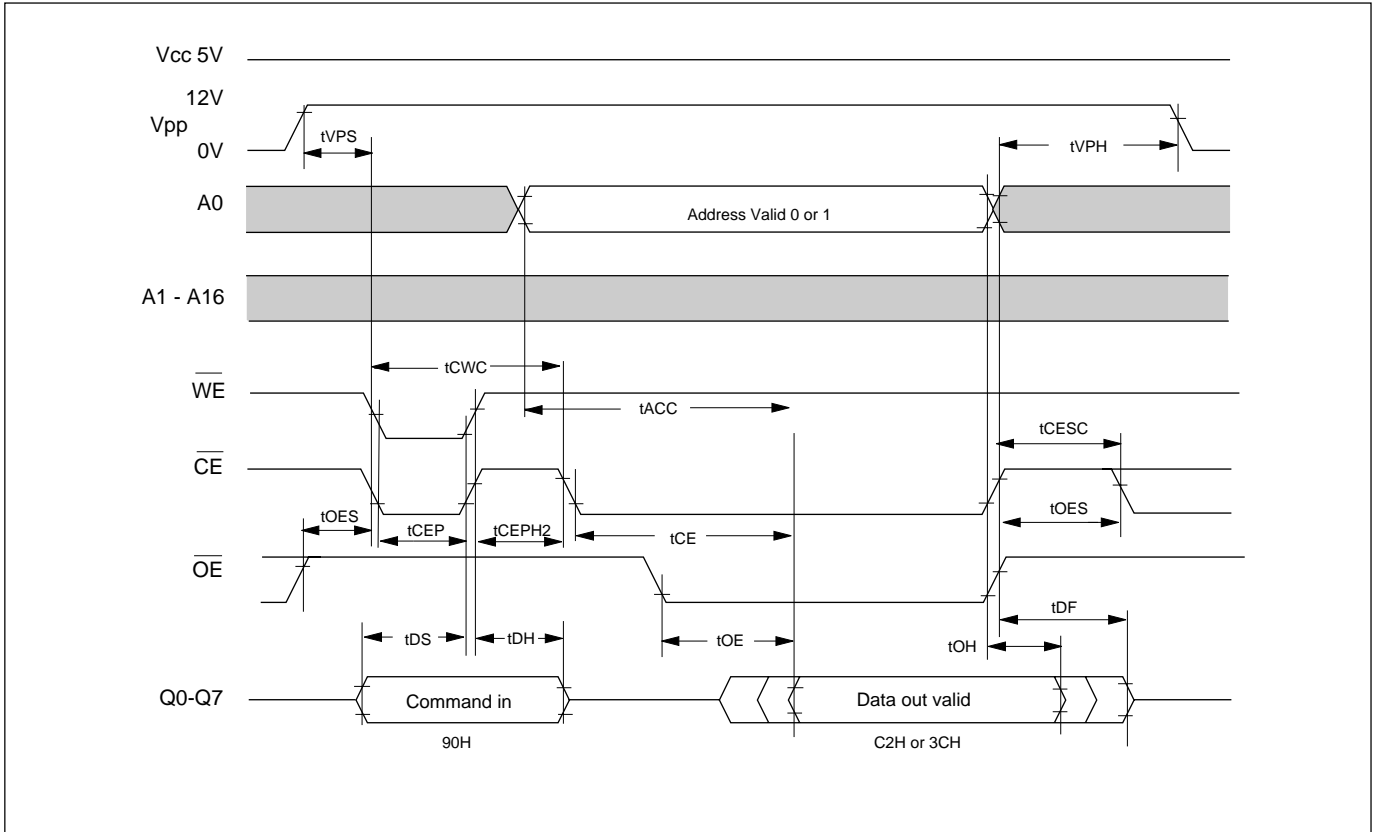 Vcc 5V
12V
Vpp
0V
tVPS
tVPH
A0
Address Valid 0 or 1
A1 - A16
tCWC
WE
tACC
tCESC
CE
tOES
tCEP
tCEPH2
tCE
tOES
OE
tDF
tDS
tDH
tOE
tOH
Q0-Q7
Command in
Data out valid
90H
C2H or 3CH